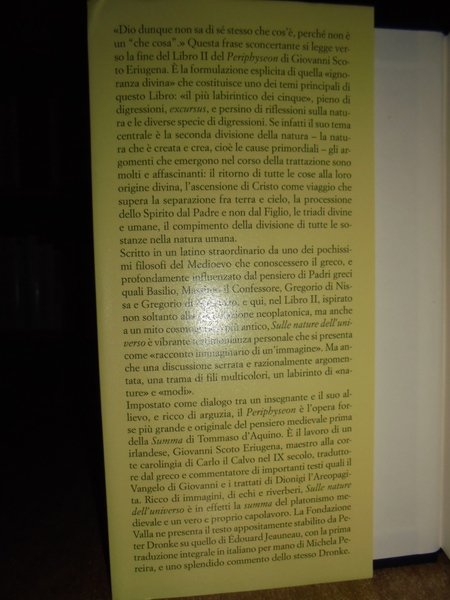 «Dio dunque non sa di sé stesso che cos'è, perché non è
un "che cosa".» Questa frase sconcertante si legge ver-
so la fine del Libro II del Periphyseon di Giovanni Sco-
to Eriugena. È la formulazione esplicita di quella «igno-
ranza divina» che costituisce uno dei temi principali di
questo Libro: «il più labirintico dei cinque», pieno di
digressioni, excursus, e persino di riflessioni sulla natu-
ra e le diverse specie di digressioni. Se infatti il suo tema
centrale è la seconda divisione della natura – la natu-
ra che è creata e crea, cioè le cause primordiali – gli ar-
gomenti che emergono nel corso della trattazione sono
molti e affascinanti: il ritorno di tutte le cose alla loro
origine divina, l'ascensione di Cristo come viaggio che
supera la separazione fra terra e cielo, la processione
dello Spirito dal Padre e non dal Figlio, le triadi divine
e umane, il compimento della divisione di tutte le so-
stanze nella natura umana.
Scritto in un latino straordinario da uno dei pochissi-
mi filosofi del Medioevo che conoscessero il greco, e
profondamente influenzato dal pensiero di Padri greci
quali Basilio, Massimo il Confessore, Gregorio di Nis-
sa e Gregorio di, e qui, nel Libro II, ispirato
non soltanto alla neoplatonica, ma anche
a un mito più antico, Sulle nature dell'uni-
verso è vibrante testimonianza personale che si presenta
come «racconto immaginario di un'immagine». Ma an-
che una discussione serrata e razionalmente argomen-
tata, una trama di fili multicolori, un labirinto di «na-
ture» e «modi».
Impostato come dialogo tra un insegnante e il suo al-
lievo, e ricco di arguzia, il Periphyseon è l'opera for-
se più grande e originale del pensiero medievale prima
della Summa di Tommaso d'Aquino. È il lavoro di un
irlandese, Giovanni Scoto Eriugena, maestro alla cor-
te carolingia di Carlo il Calvo nel IX secolo, tradutto-
re dal greco e commentatore di importanti testi quali il
Vangelo di Giovanni e i trattati di Dionigi l'Areopagi-
ta. Ricco di immagini, di echi e riverberi, Sulle nature
dell'universo è in effetti la summa del platonismo me-
dievale e un vero e proprio capolavoro. La Fondazione
Valla ne presenta il testo appositamente stabilito da Pe-
ter Dronke su quello di Édouard Jeauneau, con la prima
traduzione integrale in italiano per mano di Michela Pe-
reira, e uno splendido commento dello stesso Dronke.